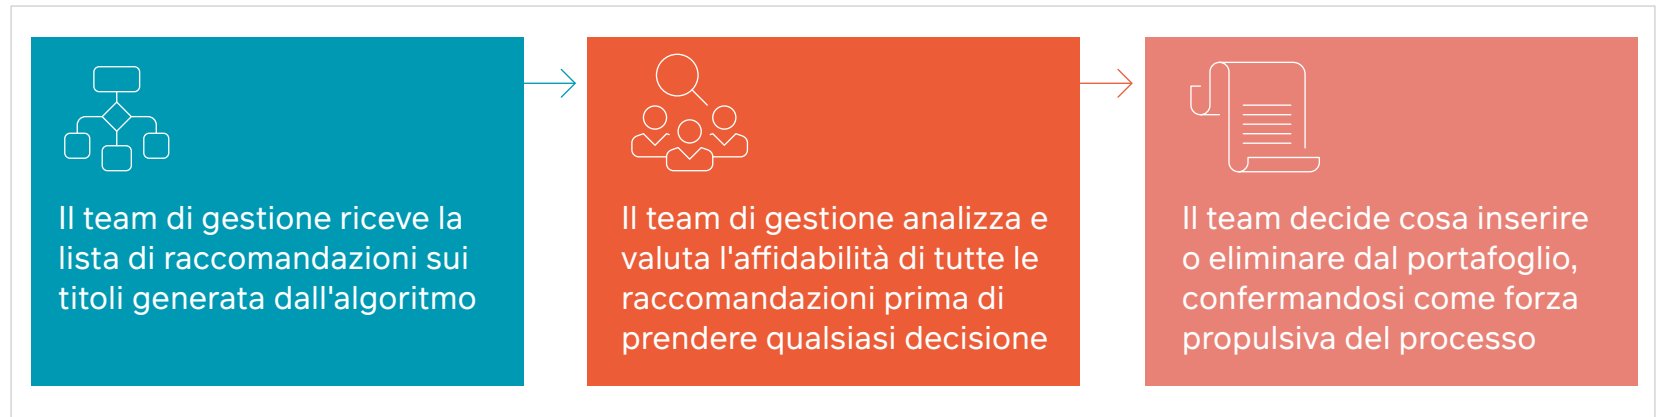 Il team di gestione riceve la
lista di raccomandazioni sui
titoli generata dall'algoritmo
Il team di gestione analizza e
valuta l'affidabilità di tutte le
raccomandazioni prima di
prendere qualsiasi decisione
Il team decide cosa inserire
o eliminare dal portafoglio,
confermandosi come forza
propulsiva del processo